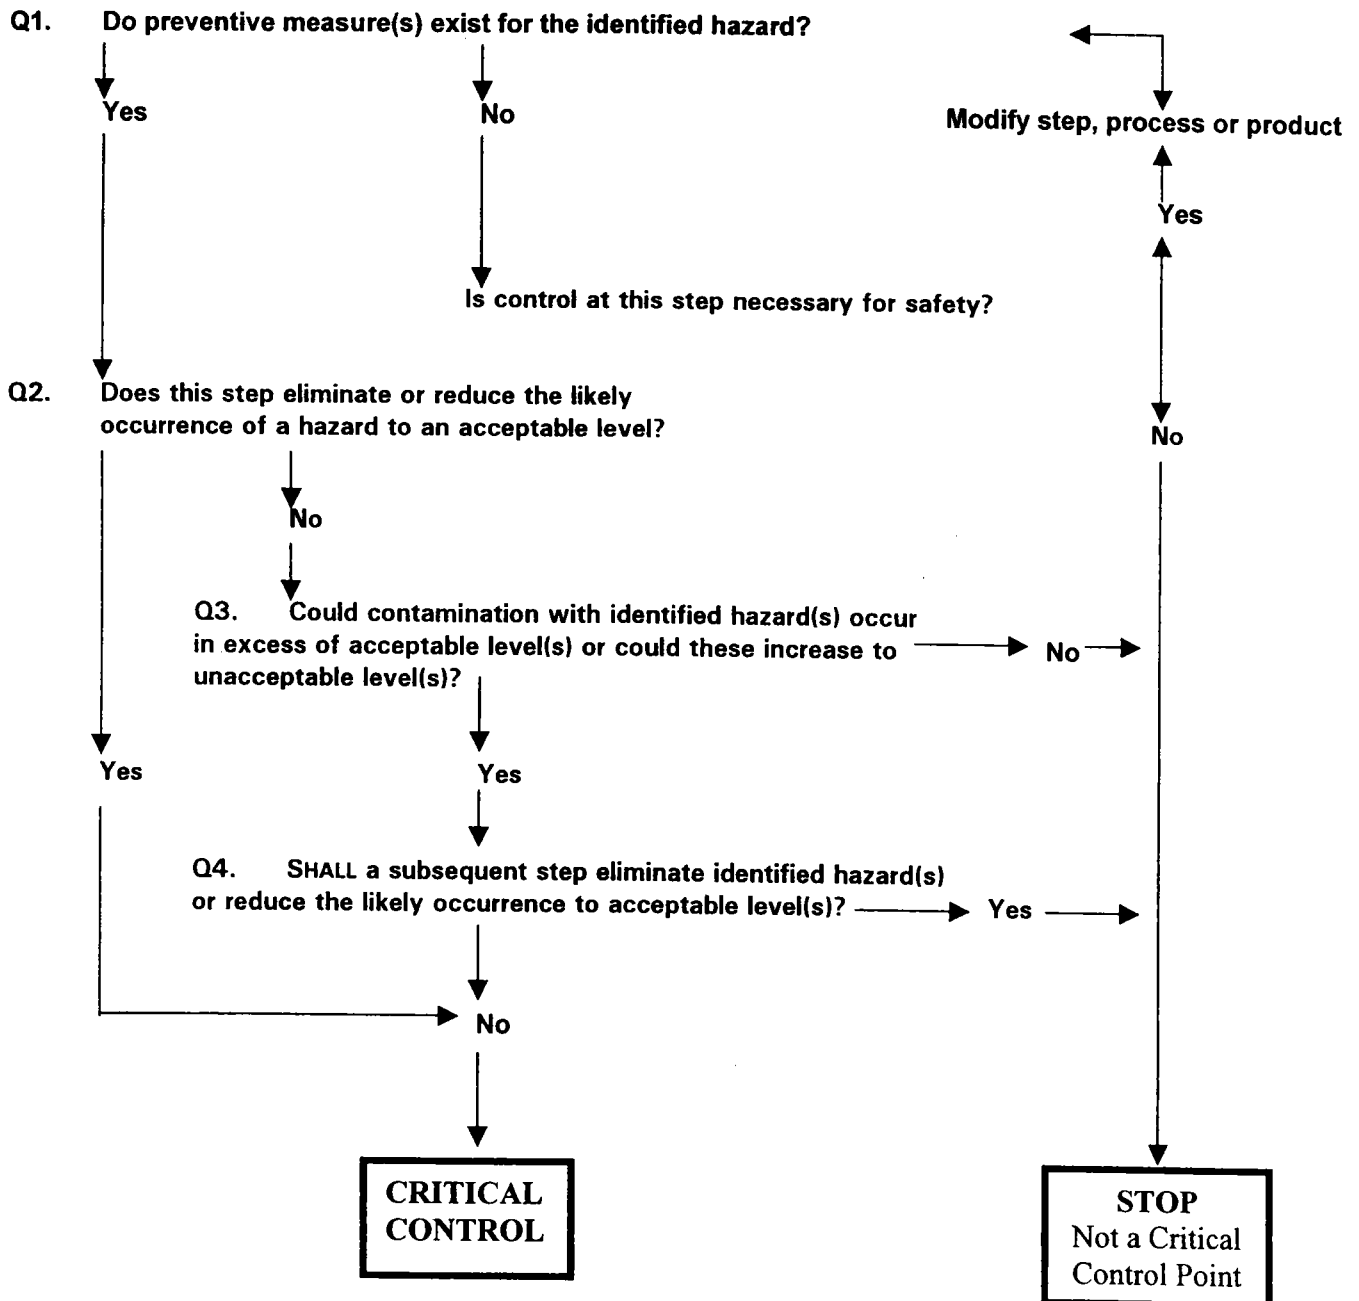 Q1. Do preventive measure(s) exist for the identified hazard?
Yes
No
Modify step, process or product
Yes
Is control at this step necessary for safety?
Q2. Does this step eliminate or reduce the likely
occurrence of a hazard to an acceptable level?
No
No
Q3. Could contamination with identified hazard(s) occur
in excess of acceptable level(s) or could these increase to
unacceptable level(s)?
No
Yes
Yes
Q4. SHALL a subsequent step eliminate identified hazard(s)
or reduce the likely occurrence to acceptable level(s)?
Yes
No
CRITICAL
CONTROL
STOP
Not a Critical
Control Point